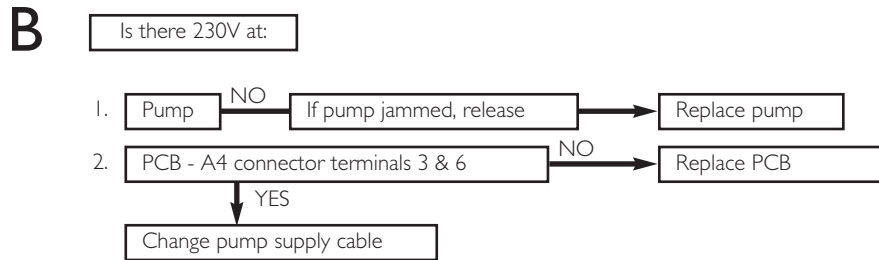 B
Is there 230V at:
1. Pump NO If pump jammed, release Replace pump
2. PCB - A4 connector terminals 3 & 6 NO Replace PCB
YES
Change pump supply cable